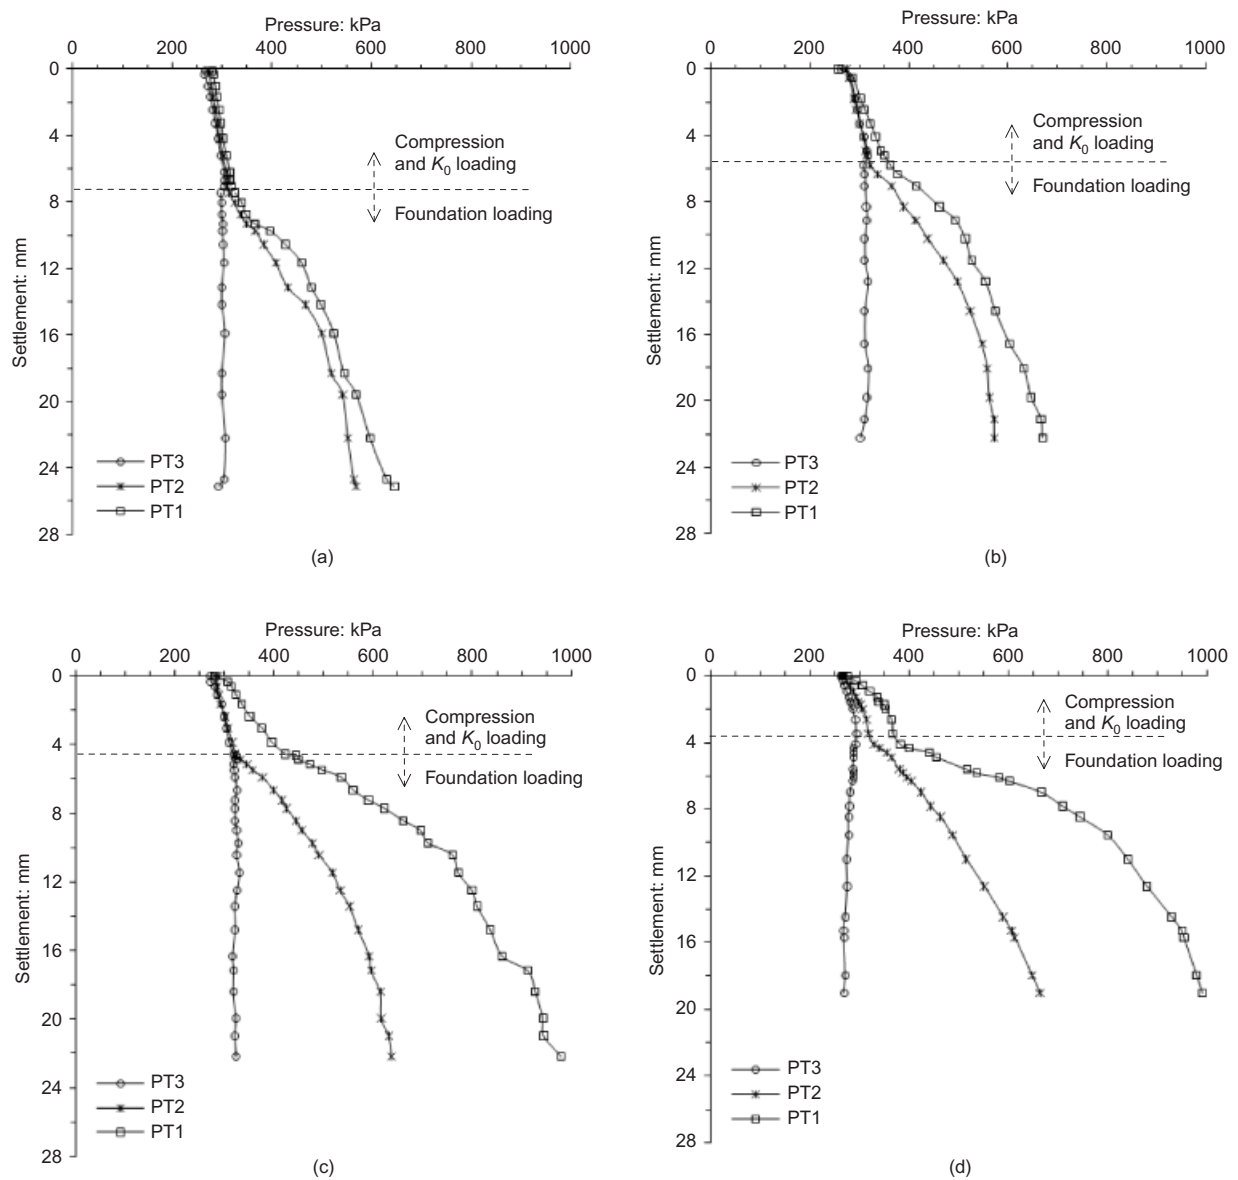 Pressure: kPa
0 200 400 600 800 1000
0
4
8
12
16
20
24
28
Settlement: mm
Compression
and K0 loading
Foundation loading
PT3
PT2
PT1
(a)
Pressure: kPa
0 200 400 600 800 1000
0
4
8
12
16
20
24
28
Settlement: mm
Compression
and K0 loading
Foundation loading
PT3
PT2
PT1
(b)
Pressure: kPa
0 200 400 600 800 1000
0
4
8
12
16
20
24
28
Settlement: mm
Compression
and K0 loading
Foundation loading
PT3
PT2
PT1
(c)
Pressure: kPa
0 200 400 600 800 1000
0
4
8
12
16
20
24
28
Settlement: mm
Compression
and K0 loading
Foundation loading
PT3
PT2
PT1
(d)